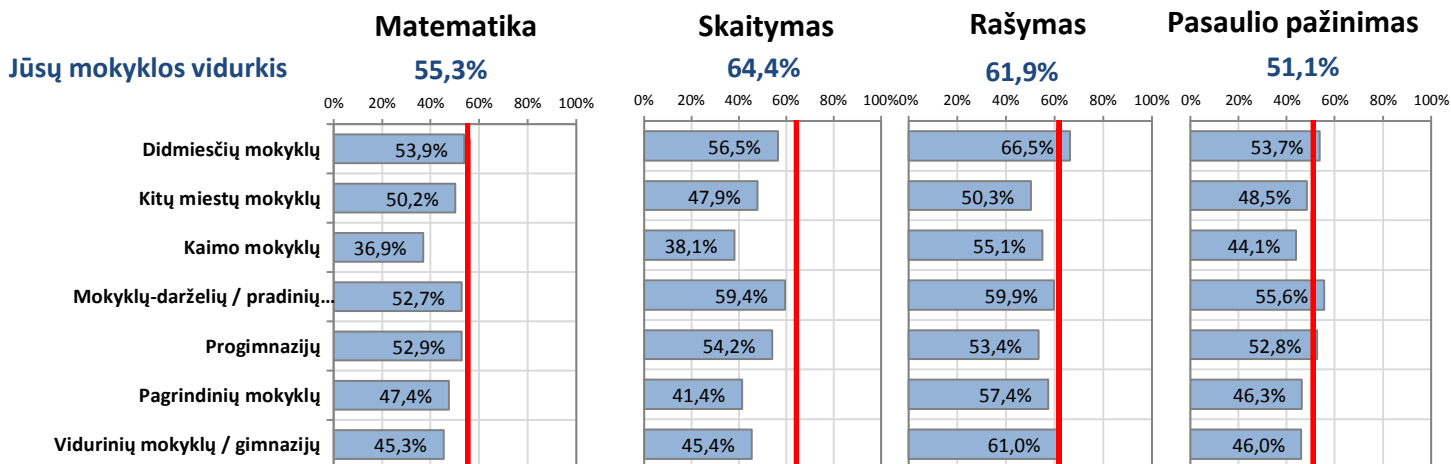 Matematika Skaitymas Rašymas Pasaulio pažinimas
Jūsų mokyklos vidurkis 55,3% 64,4% 61,9% 51,1%
0% 20% 40% 60% 80% 100% 0% 20% 40% 60% 80% 100% 0% 20% 40% 60% 80% 100% 0% 20% 40% 60% 80% 100%
Didmiesčių mokyklų 53,9% 56,5% 66,5% 53,7%
Kitų miestų mokyklų 50,2% 47,9% 50,3% 48,5%
Kaimo mokyklų 36,9% 38,1% 55,1% 44,1%
Mokyklų-darželių / pradinių... 52,7% 59,4% 59,9% 55,6%
Progimnazijų 52,9% 54,2% 53,4% 52,8%
Pagrindinių mokyklų 47,4% 41,4% 57,4% 46,3%
Vidurinių mokyklų / gimnazijų 45,3% 45,4% 61,0% 46,0%